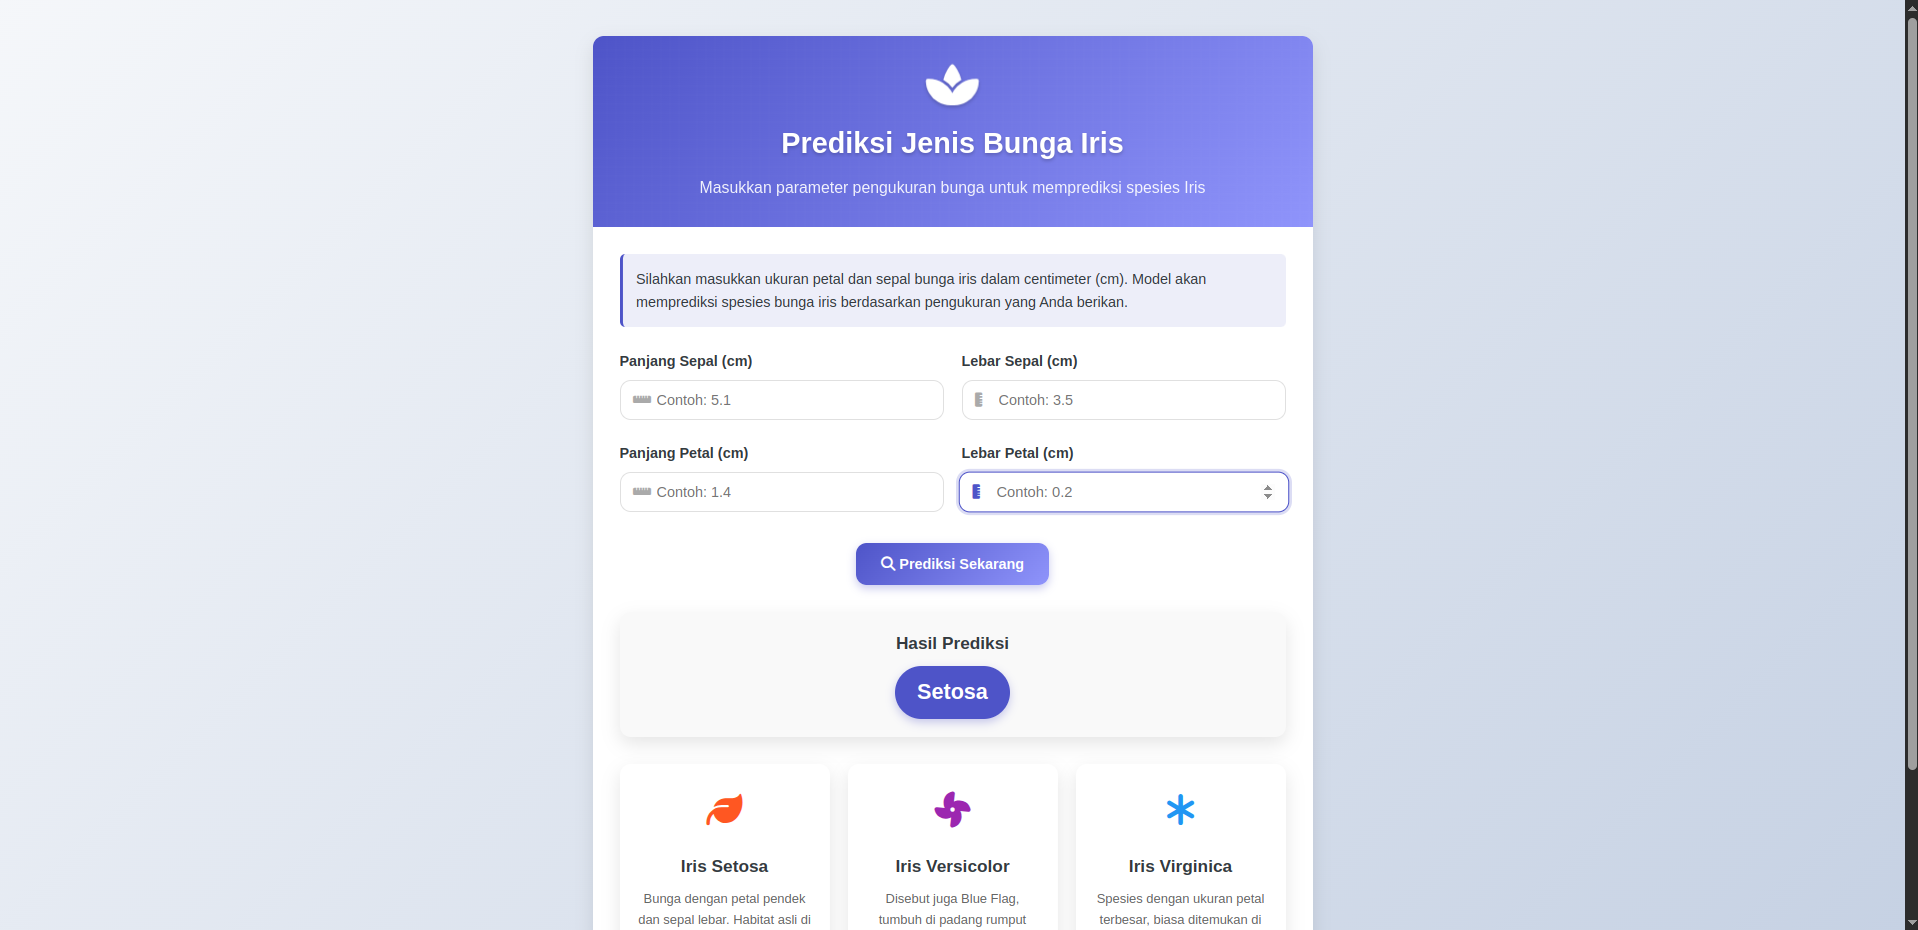 Prediksi Jenis Bunga Iris
Masukkan parameter pengukuran bunga untuk memprediksi spesies Iris
Silahkan masukkan ukuran petal dan sepal bunga iris dalam centimeter (cm). Model akan
memprediksi spesies bunga iris berdasarkan pengukuran yang Anda berikan.
Panjang Sepal (cm)
Lebar Sepal (cm)
Contoh: 5.1
Contoh: 3.5
Panjang Petal (cm)
Lebar Petal (cm)
Contoh: 1.4
Contoh: 0.2
Prediksi Sekarang
Hasil Prediksi
Setosa
Iris Setosa
Bunga dengan petal pendek
dan sepal lebar. Habitat asli di
Iris Versicolor
Disebut juga Blue Flag,
tumbuh di padang rumput
Iris Virginica
Spesies dengan ukuran petal
terbesar, biasa ditemukan di